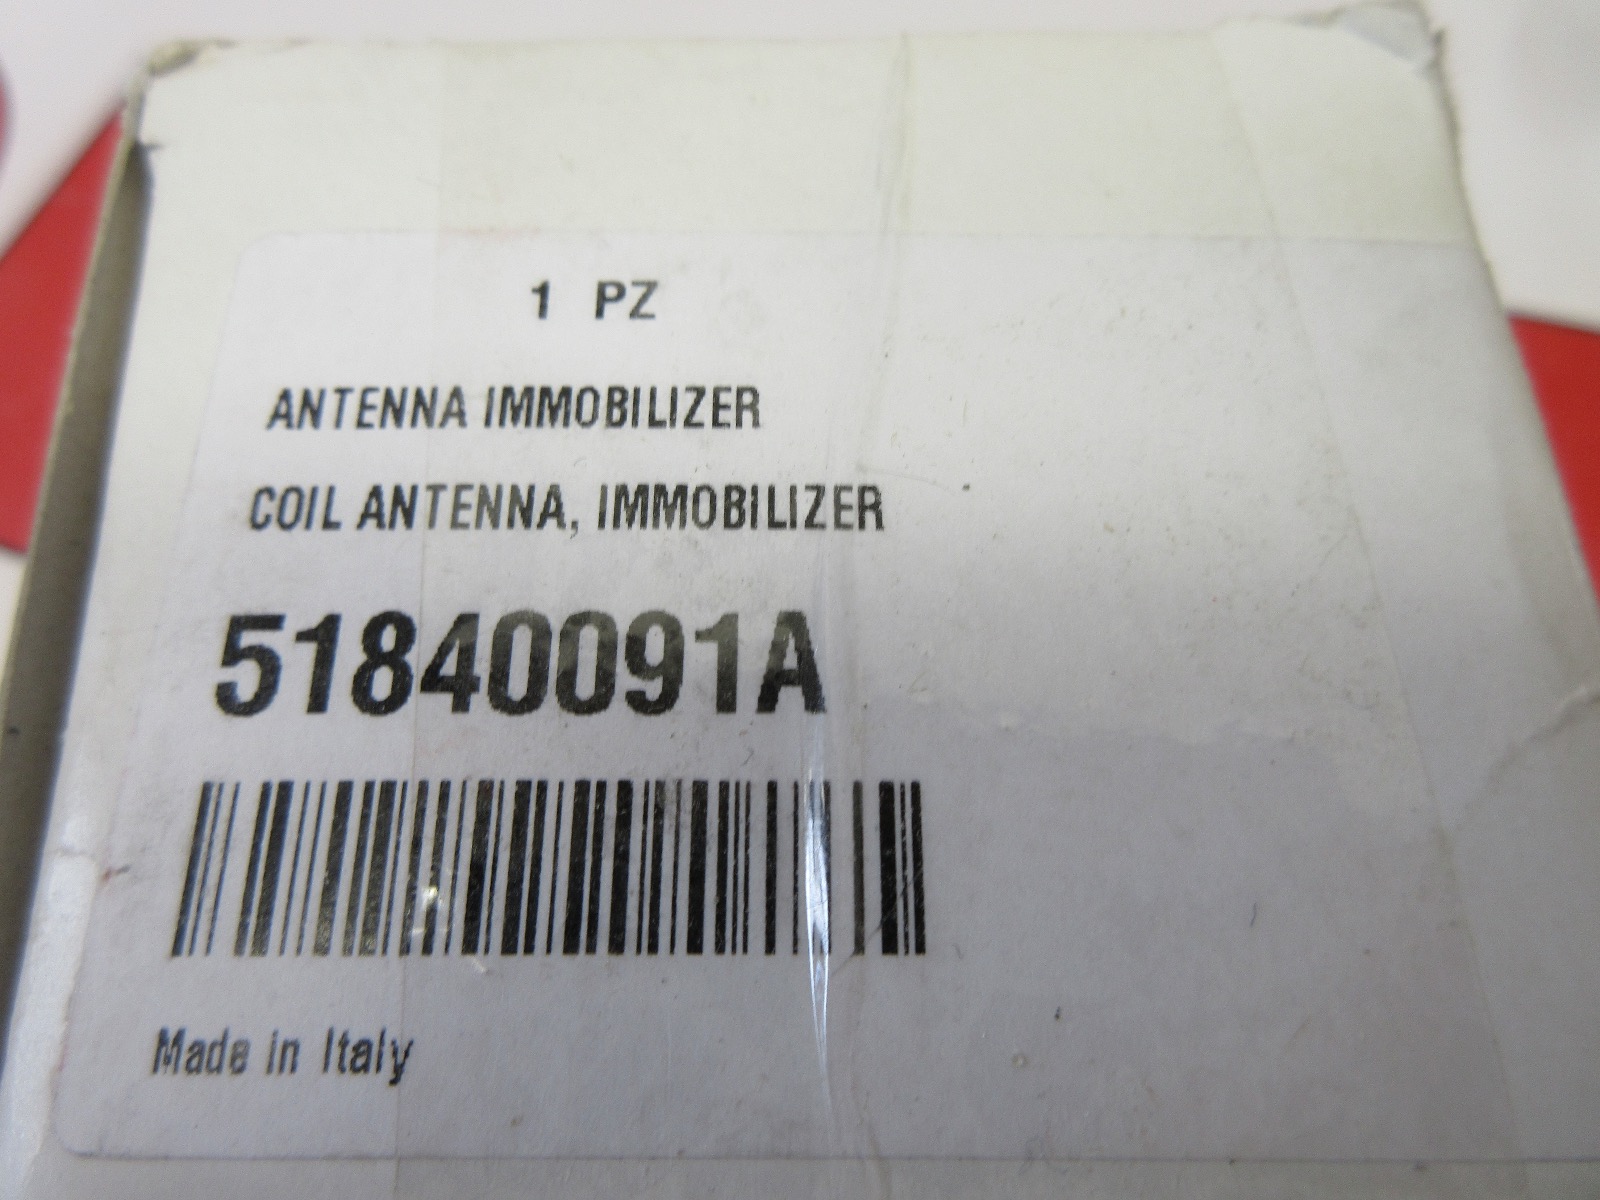 1 PZ
ANTENNA IMMOBILIZER
COIL ANTENNA, IMMOBILIZER
51840091A
Made in Italy